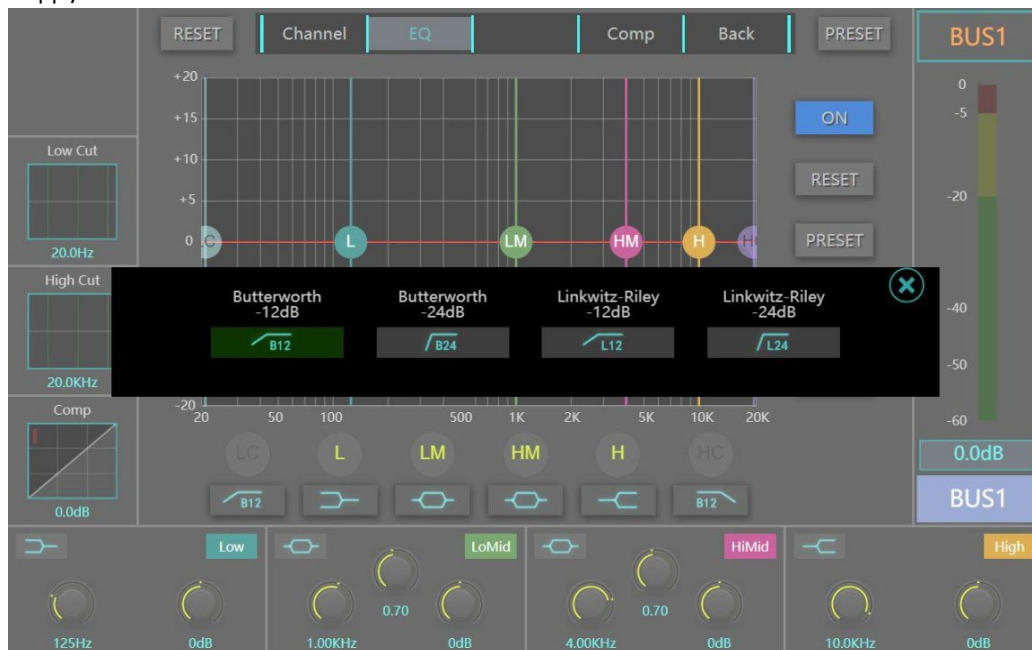 RESET Channel EQ Comp Back PRESET BUS1
+20
+15
+10
+5
0
L LM HM H
ON
RESET
PRESET
0
-5
-20
-40
-50
-60
Low Cut
20.0Hz
High Cut
20.0KHz
Comp
0.0dB
Butterworth
-12dB
B12
Butterworth
-24dB
B24
Linkwitz-Riley
-12dB
L12
Linkwitz-Riley
-24dB
L24
-20
20 50 100 500 1K 2K 5K 10K 20K
LC L LM HM H HC
B12 B12
0.0dB
BUS1
Low LoMid HiMid High
0.70 0.70
125Hz 0dB 1.00KHz 0dB 4.00KHz 0dB 10.0KHz 0dB